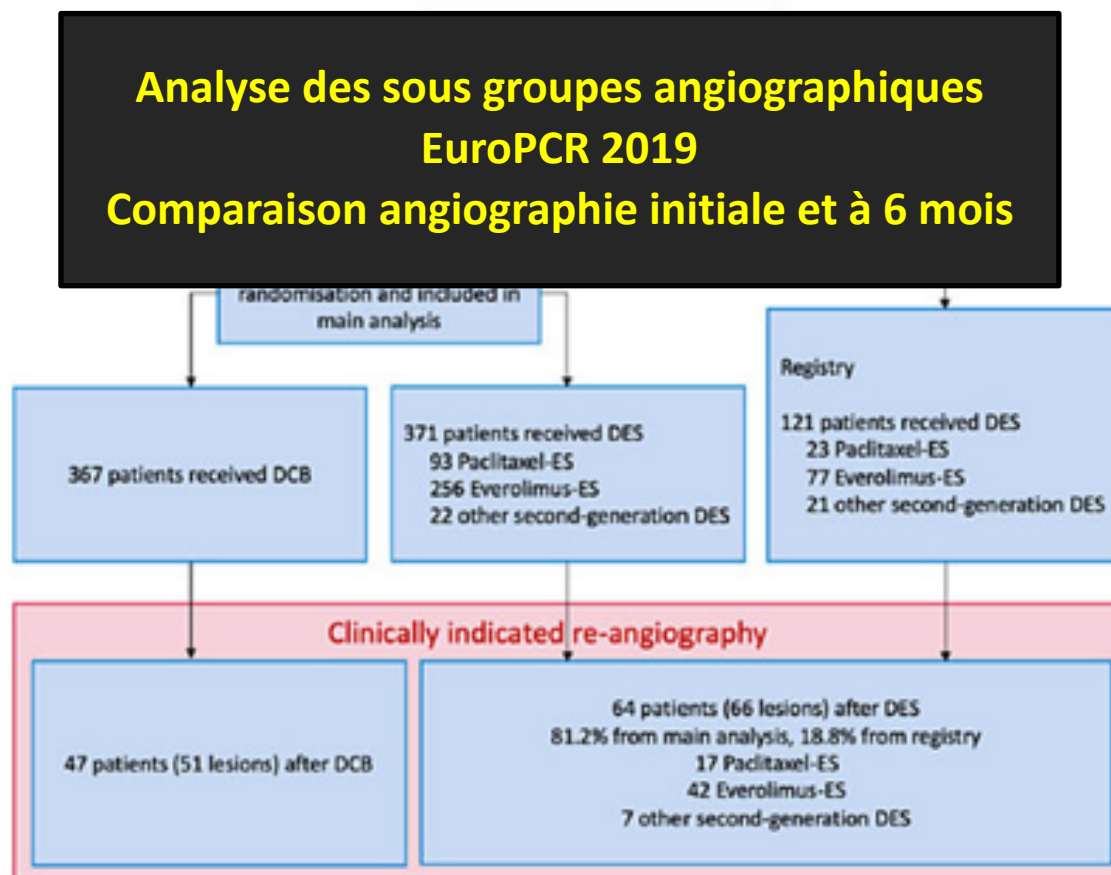 Analyse des sous groupes angiographiques
EuroPCR 2019
Comparaison angiographie initiale et à 6 mois
randomisation and included in
main analysis
367 patients received DCB
371 patients received DES
93 Paclitaxel-ES
256 Everolimus-ES
22 other second-generation DES
Registry
121 patients received DES
23 Paclitaxel-ES
77 Everolimus-ES
21 other second-generation DES
Clinically indicated re-angiography
47 patients (51 lesions) after DCB
64 patients (66 lesions) after DES
81.2% from main analysis, 18.8% from registry
17 Paclitaxel-ES
42 Everolimus-ES
7 other second-generation DES